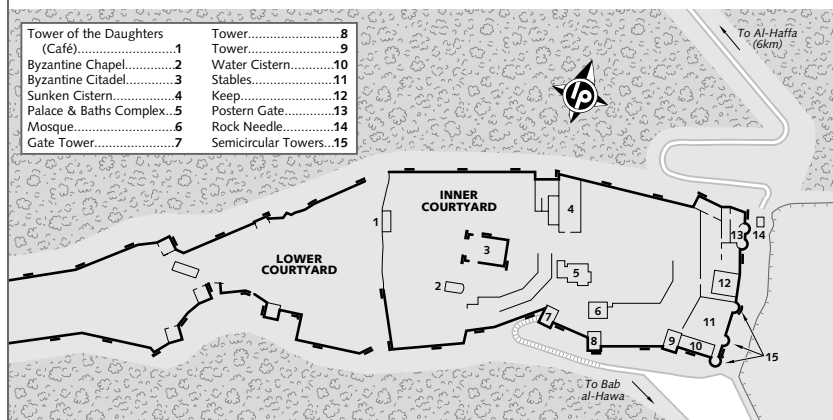 Tower of the Daughters
(Café)..............................1
Byzantine Chapel..............2
Byzantine Citadel..............3
Sunken Cistern..................4
Palace & Baths Complex...5
Mosque..............................6
Gate Tower........................7
Tower.........................8
Tower.........................9
Water Cistern............10
Stables.......................11
Keep..........................12
Postern Gate.............13
Rock Needle..............14
Semicircular Towers..15
To Al-Haffa
(6km)
lp
INNER
COURTYARD
LOWER
COURTYARD
1
2
3
4
5
6
7
8
9
10
11
12
13
14
15
To Bab
al-Hawa